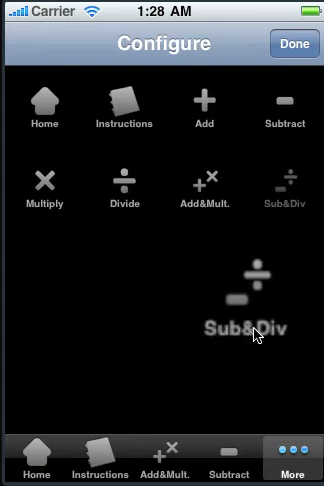 Carrier 1:28 AM
Configure Done
Home Instructions Add Subtract
Multiply Divide Add&Mult. Sub&Div
Sub&Div
Home Instructions Add&Mult. Subtract More